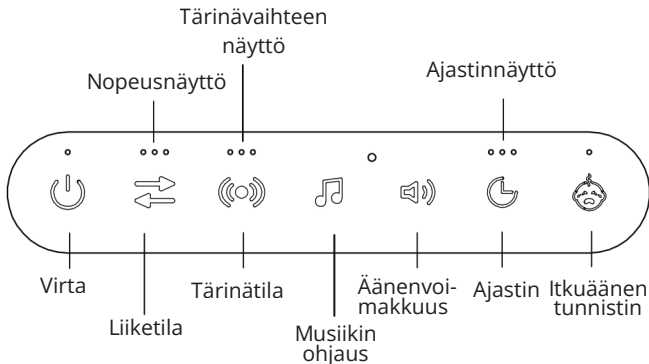 Tärinävaihteen
näyttö
Nopeusnäyttö
Ajastinnäyttö
Virta
Liiketila
Tärinätila
Musiikin
ohjaus
Äänenvoi-
makkuus
Ajastin
Itkuäänen
tunnistin